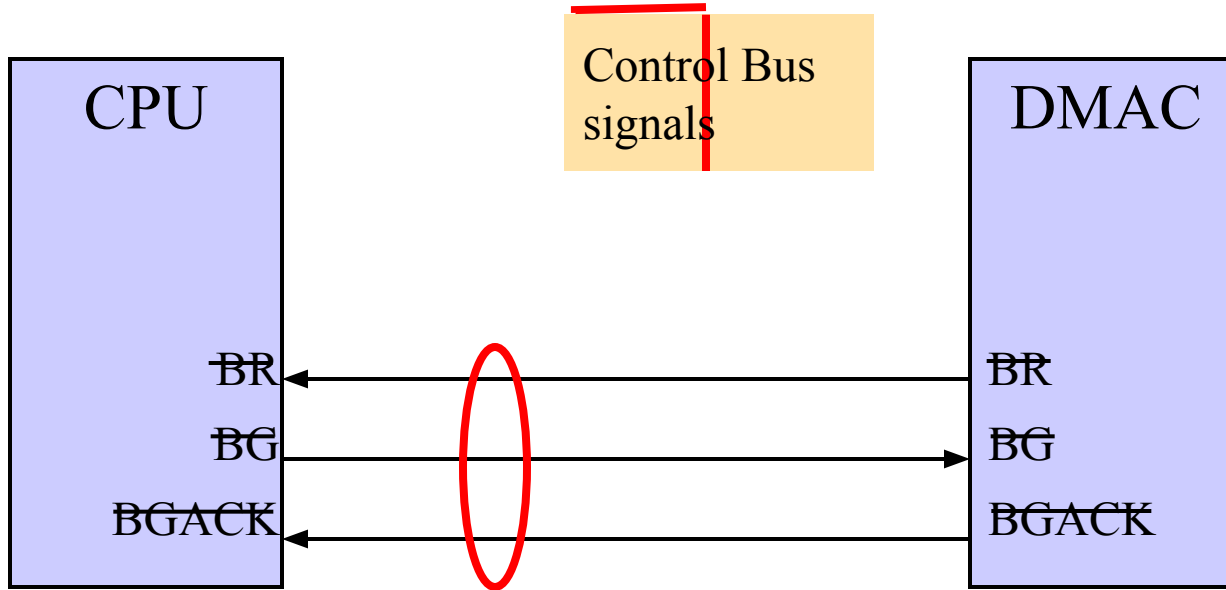 CPU
Control Bus
signals
DMAC
BR
BR
BG
BG
BGACK
BGACK